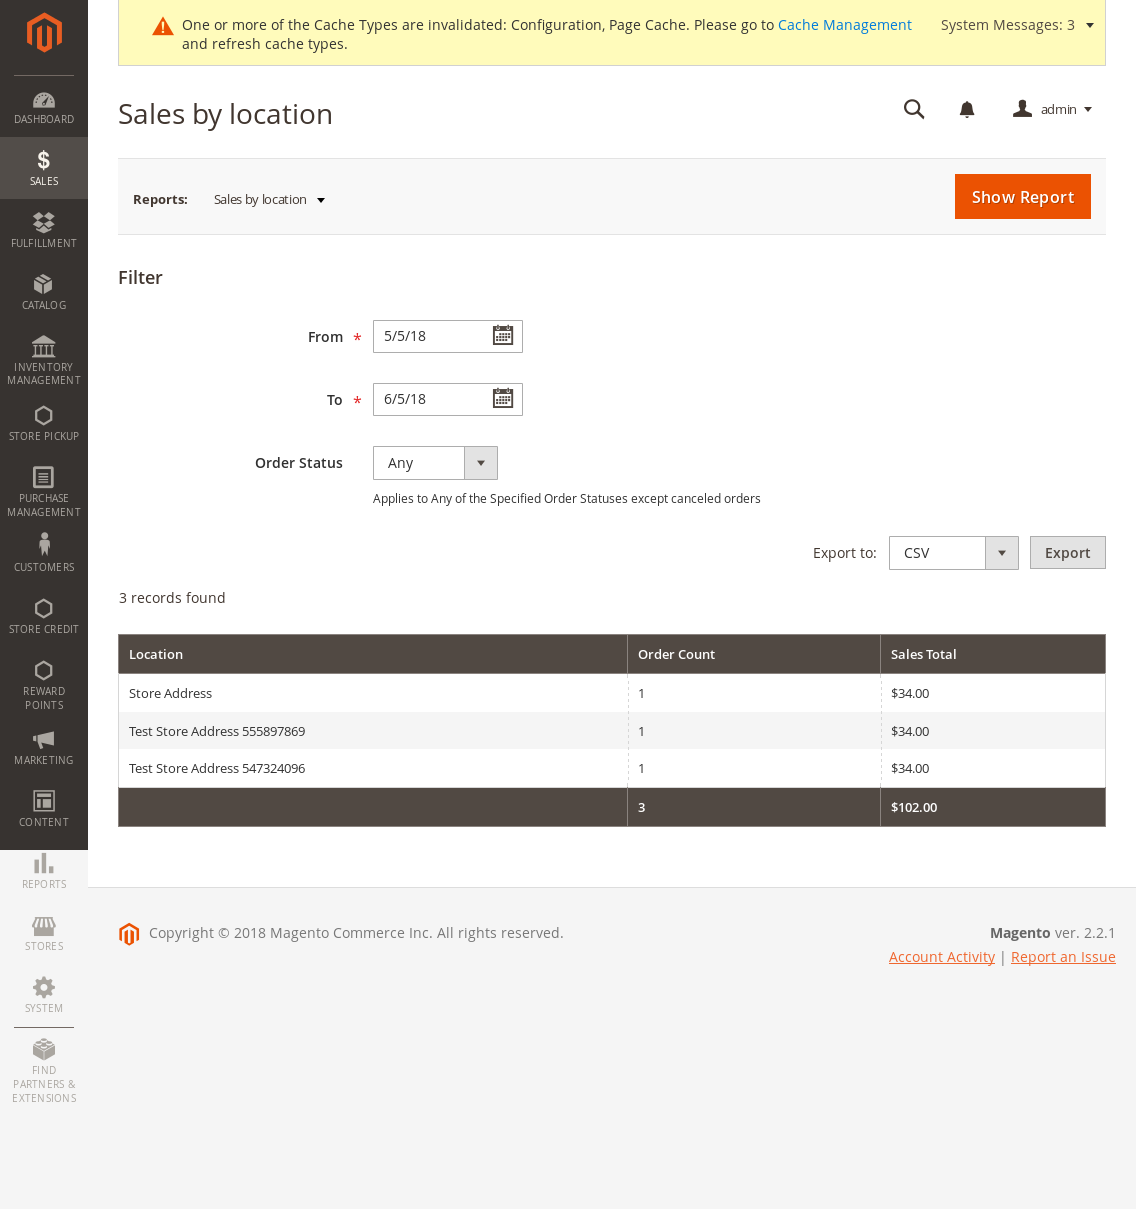 One or more of the Cache Types are invalidated: Configuration, Page Cache. Please go to Cache Management
and refresh cache types.
System Messages: 3
Sales by location
admin
Reports:
Sales by location
Show Report
Filter
From *
5/5/18
To *
6/5/18
Order Status
Any
Applies to Any of the Specified Order Statuses except canceled orders
Export to:
CSV
Export
3 records found
Location Order Count Sales Total
Store Address 1 $34.00
Test Store Address 555897869 1 $34.00
Test Store Address 547324096 1 $34.00
3 $102.00
Copyright © 2018 Magento Commerce Inc. All rights reserved.
Magento ver. 2.2.1
Account Activity | Report an Issue
DASHBOARD
$
SALES
FULFILLMENT
CATALOG
INVENTORY
MANAGEMENT
STORE PICKUP
PURCHASE
MANAGEMENT
CUSTOMERS
STORE CREDIT
REWARD
POINTS
MARKETING
CONTENT
REPORTS
STORES
SYSTEM
FIND
PARTNERS &
EXTENSIONS